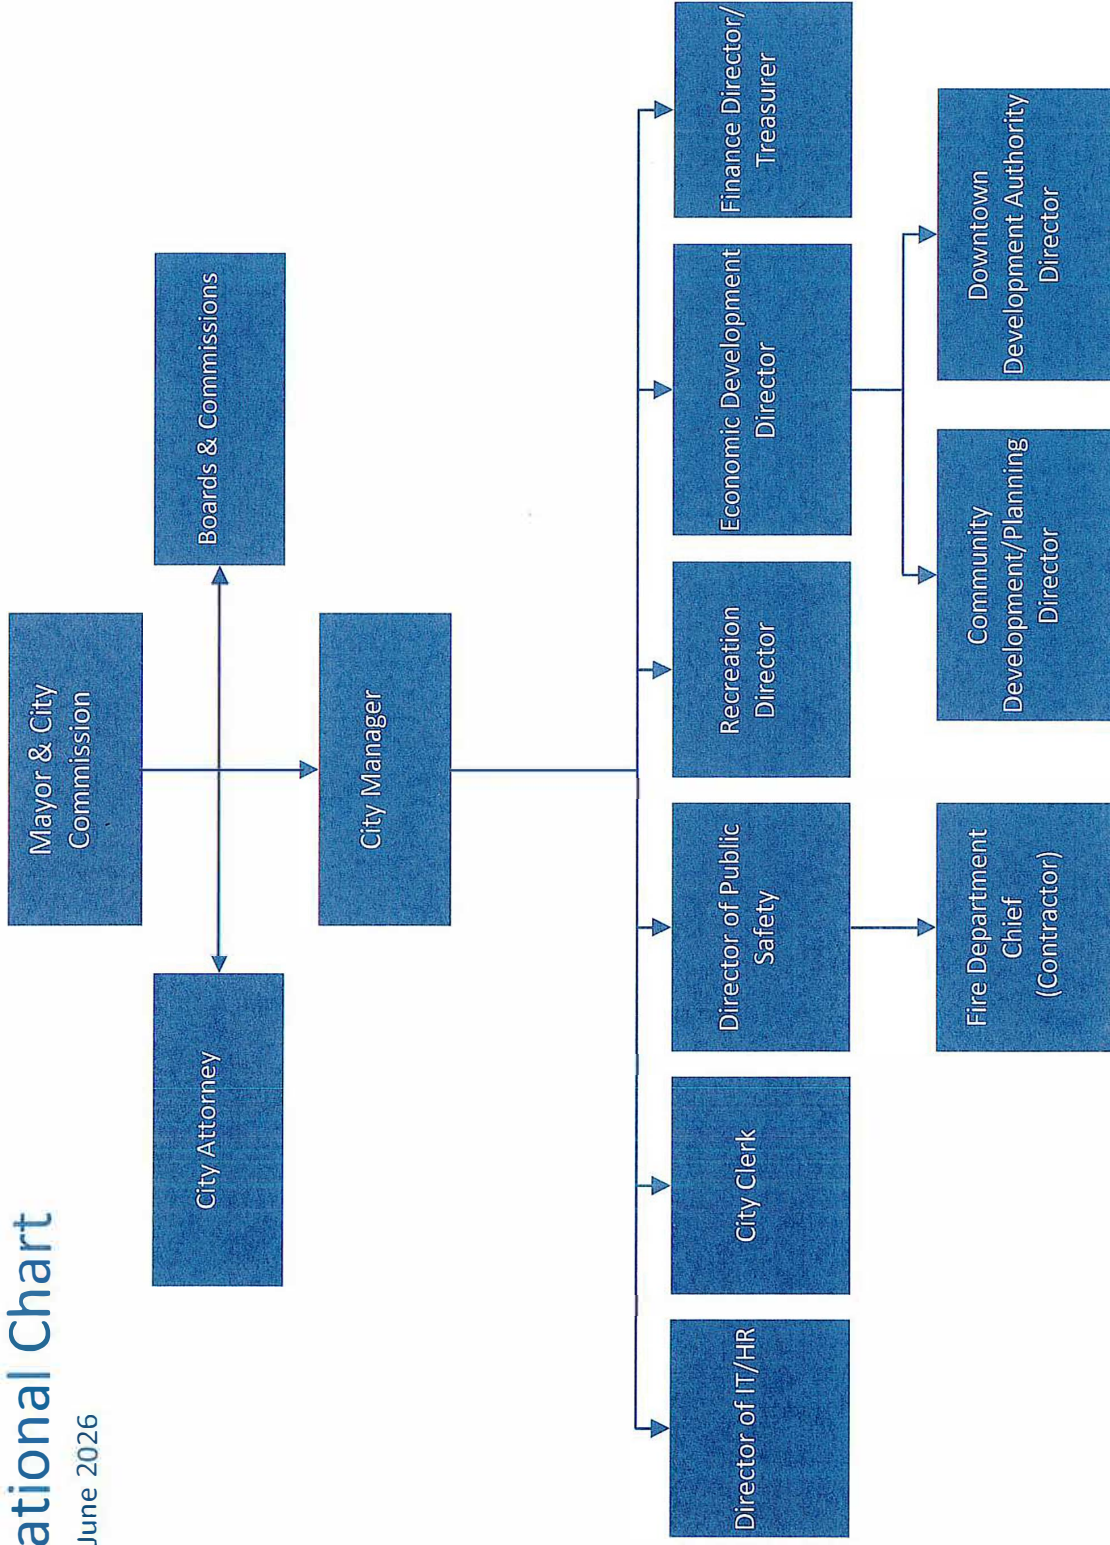 ational Chart
June 2026
Mayor & City
Commission
City Attorney
Boards & Commissions
City Manager
Director of IT/HR
City Clerk
Director of Public
Safety
Recreation
Director
Economic Development
Director
Finance Director/
Treasurer
Fire Department
Chief
(Contractor)
Community
Development/Planning
Director
Downtown
Development Authority
Director